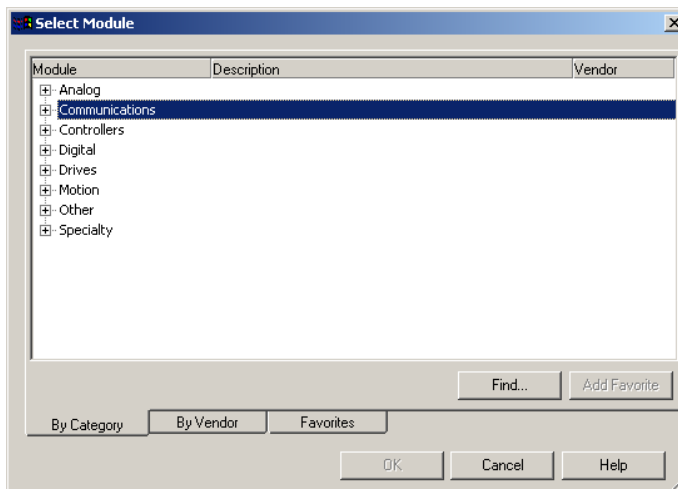 Select Module
Module Description Vendor
Analog
Communications
Controllers
Digital
Drives
Motion
Other
Specialty
Find... Add Favorite
By Category By Vendor Favorites
OK Cancel Help